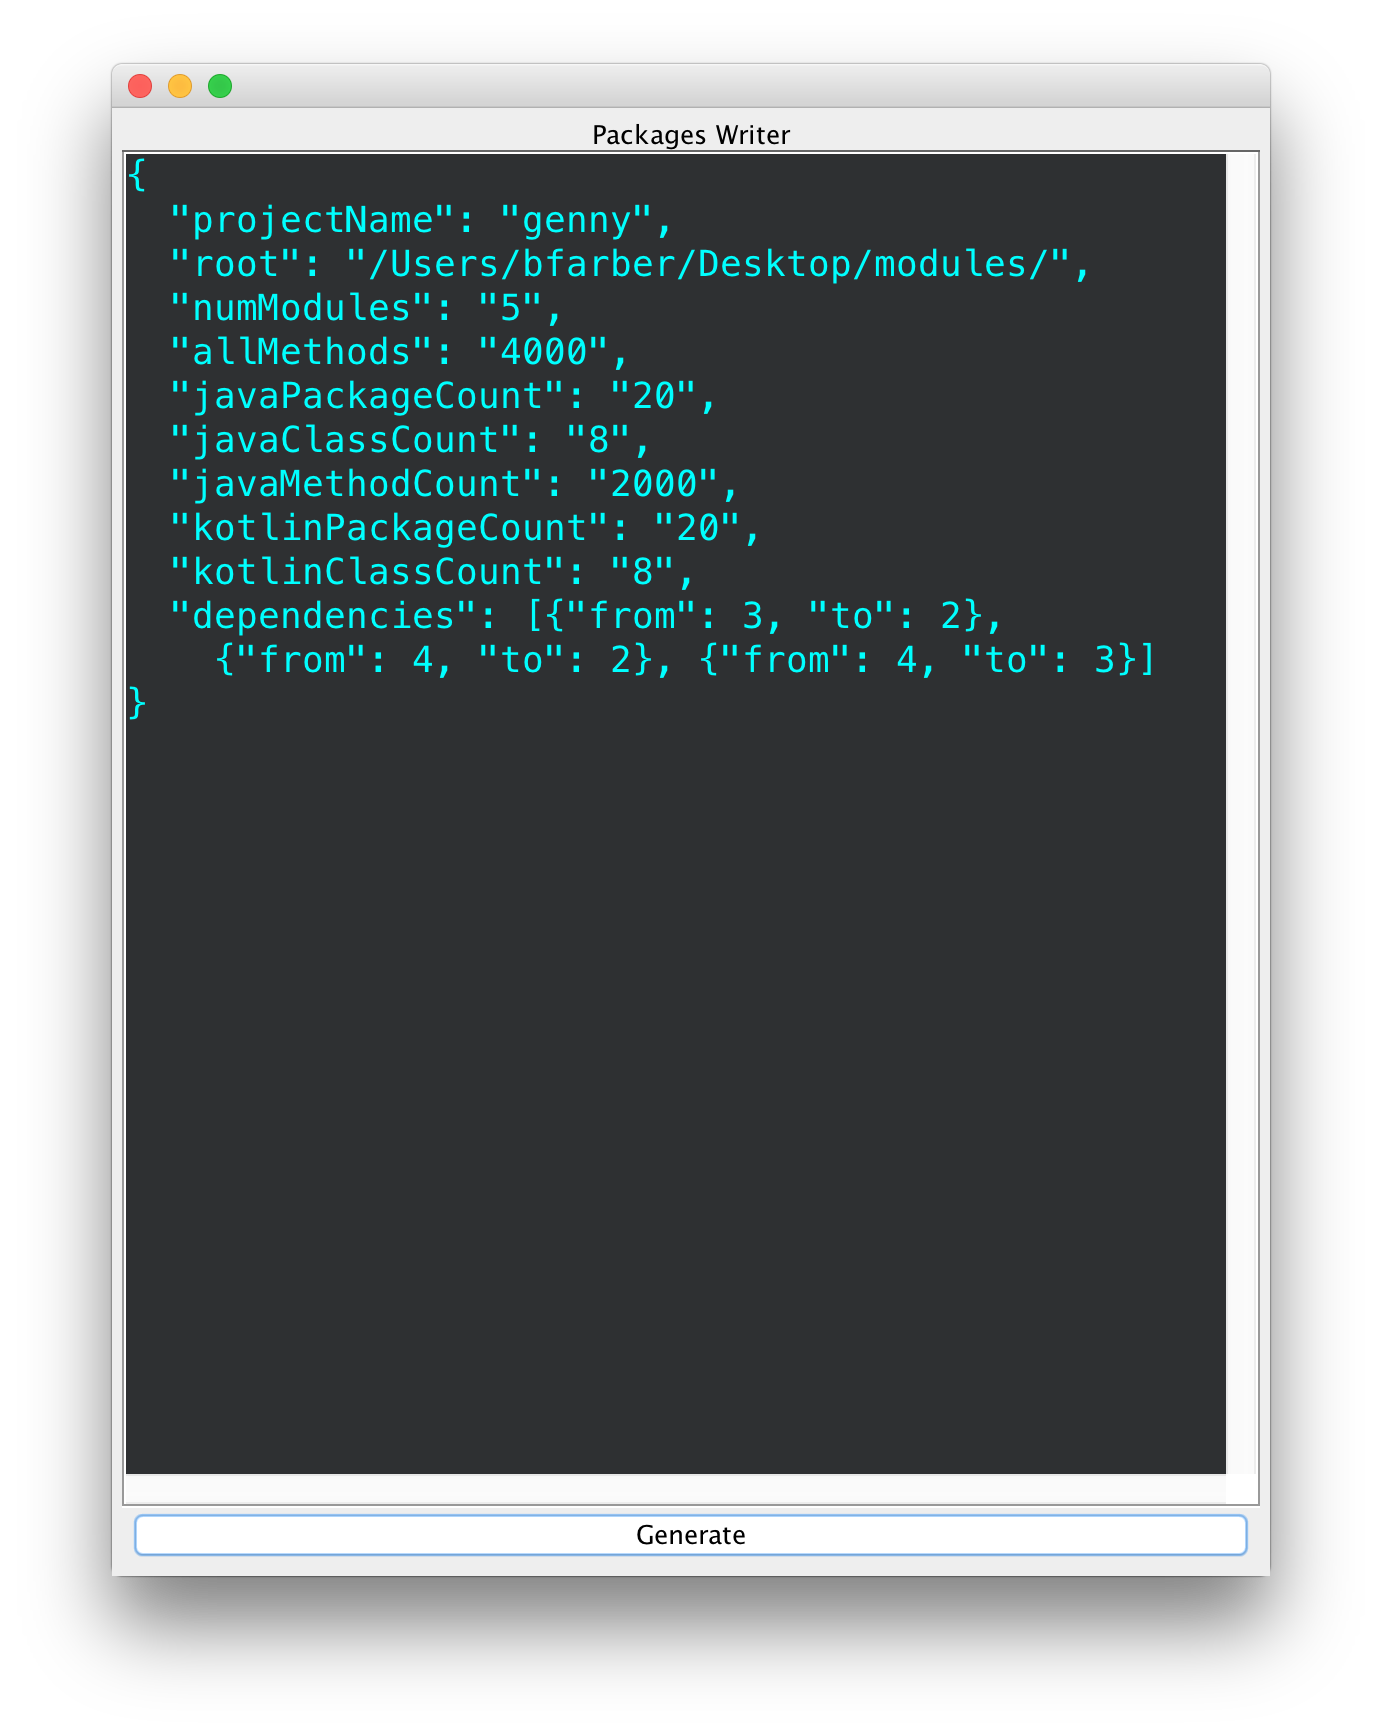 Packages Writer
{
  "projectName": "genny",
  "root": "/Users/bfarber/Desktop/modules/",
  "numModules": "5",
  "allMethods": "4000",
  "javaPackageCount": "20",
  "javaClassCount": "8",
  "javaMethodCount": "2000",
  "kotlinPackageCount": "20",
  "kotlinClassCount": "8",
  "dependencies": [{"from": 3, "to": 2},
    {"from": 4, "to": 2}, {"from": 4, "to": 3}]
}
Generate